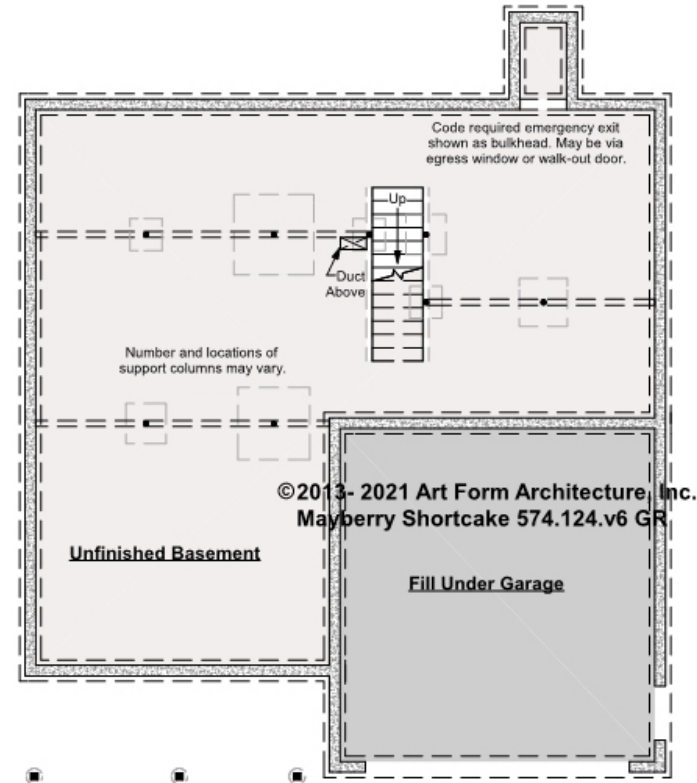 Code required emergency exit
shown as bulkhead. May be via
egress window or walk-out door.
Up
Duct
Above
Number and locations of
support columns may vary.
©2013- 2021 Art Form Architecture, Inc.
Mayberry Shortcake 574.124.v6 GR
Unfinished Basement
Fill Under Garage